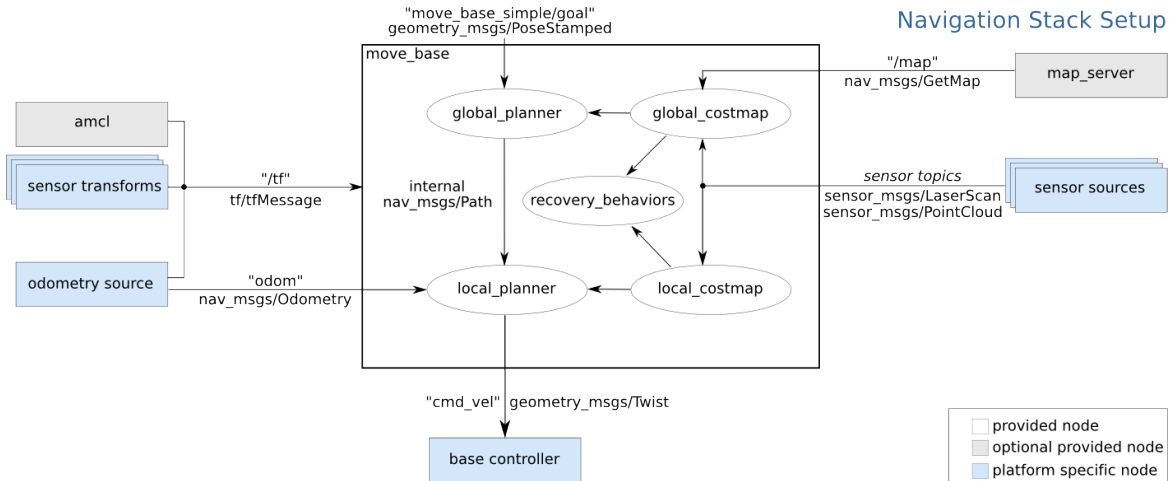 Navigation Stack Setup
"move_base_simple/goal"
geometry_msgs/PoseStamped
move_base
"/map"
nav_msgs/GetMap
map_server
amcl
global_planner
global_costmap
sensor transforms
"/tf"
tf/tfMessage
internal
nav_msgs/Path
recovery_behaviors
sensor topics
sensor_msgs/LaserScan
sensor_msgs/PointCloud
sensor sources
odometry source
"odom"
nav_msgs/Odometry
local_planner
local_costmap
"cmd_vel"
geometry_msgs/Twist
base controller
provided node
optional provided node
platform specific node